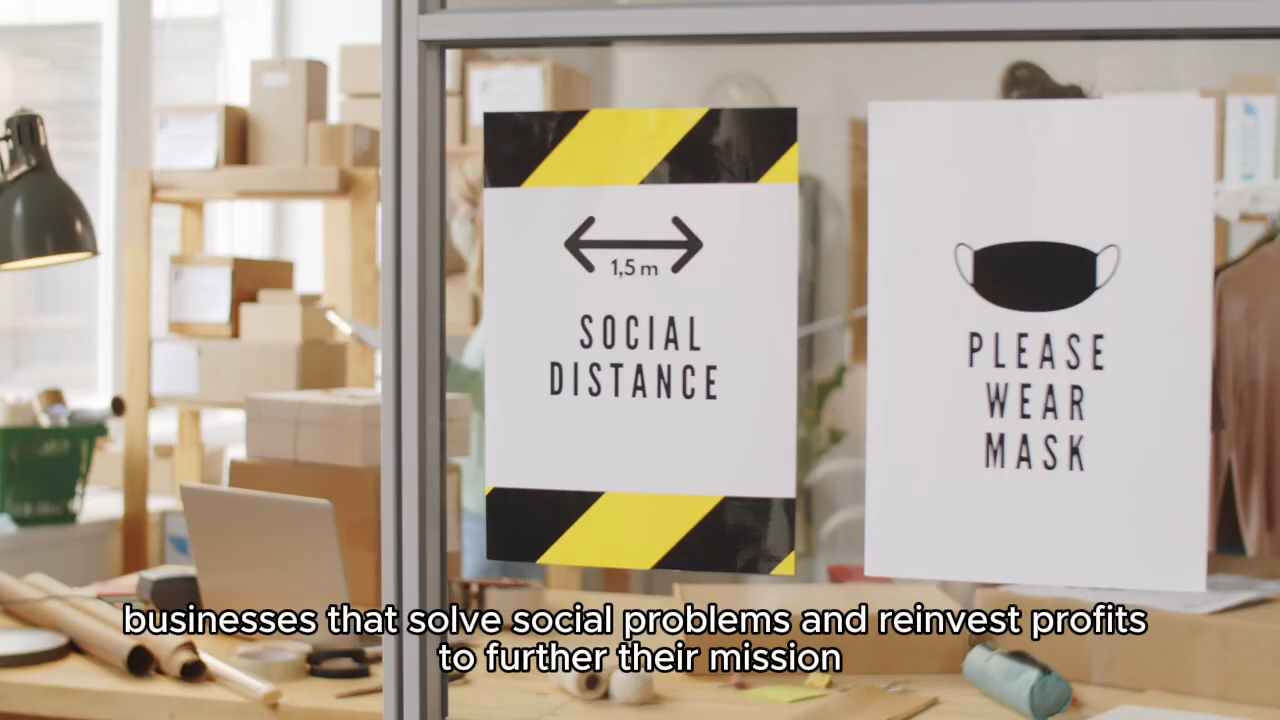 1,5 m
SOCIAL
DISTANCE
PLEASE
WEAR
MASK
businesses that solve social problems and reinvest profits
to further their mission